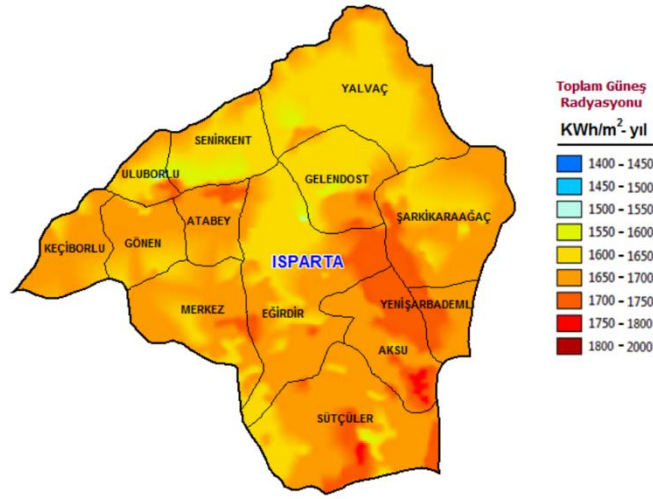 YALVAÇ
SENİRKENT
ULUBORLU
GELENDOST
ŞARKİKARAAĞAÇ
ATABEY
GÖNEN
KEÇİBORLU
ISPARTA
MERKEZ
EĞİRDİR
YENİŞARBADEMLİ
AKSU
SÜTÇÜLER
Toplam Güneş
Radyasyonu
KWh/m²- yıl
1400 - 1450
1450 - 1500
1500 - 1550
1550 - 1600
1600 - 1650
1650 - 1700
1700 - 1750
1750 - 1800
1800 - 2000